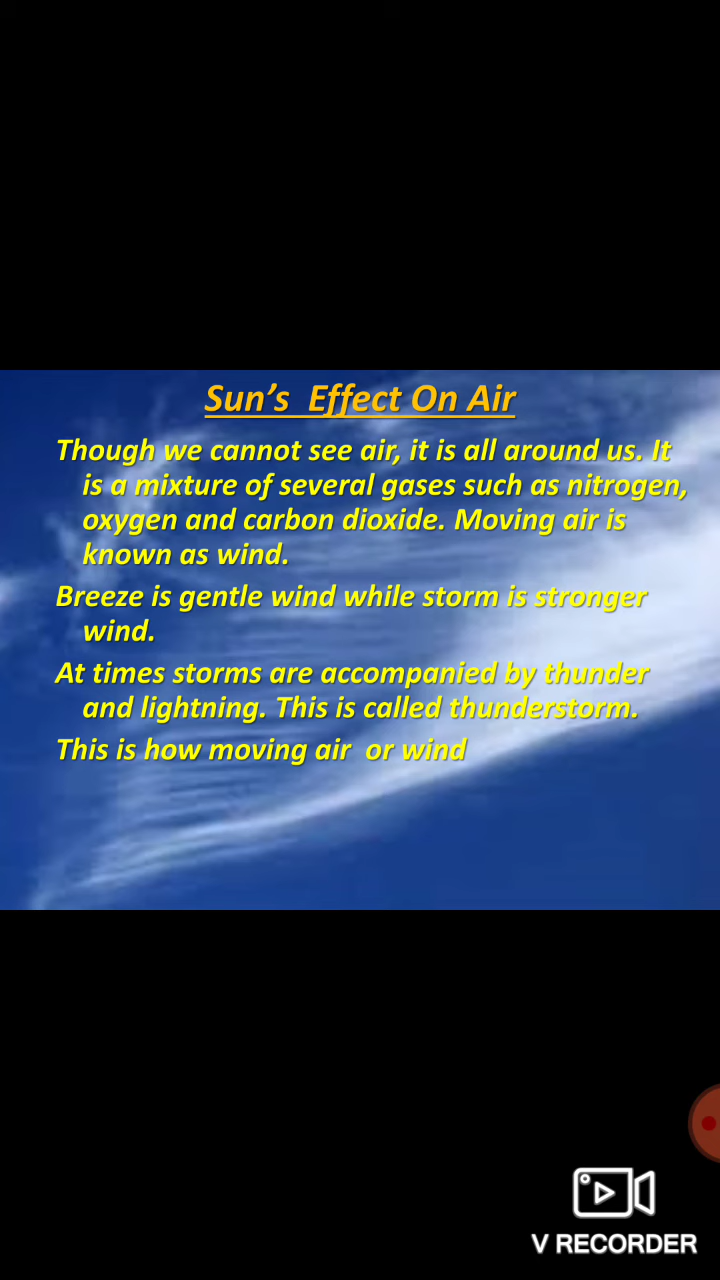 Sun's  Effect On Air
Though we cannot see air, it is all around us. It
is a mixture of several gases such as nitrogen,
oxygen and carbon dioxide. Moving air is
known as wind.
Breeze is gentle wind while storm is stronger
wind.
At times storms are accompanied by thunder
and lightning. This is called thunderstorm.
This is how moving air  or wind
V RECORDER